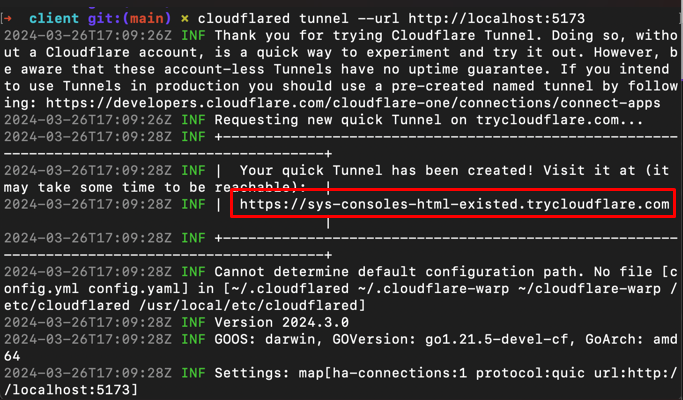 → client git:(main) × cloudflared tunnel --url http://localhost:5173
2024-03-26T17:09:26Z INF Thank you for trying Cloudflare Tunnel. Doing so, witho
ut a Cloudflare account, is a quick way to experiment and try it out. However, b
e aware that these account-less Tunnels have no uptime guarantee. If you intend 
to use Tunnels in production you should use a pre-created named tunnel by follow
ing: https://developers.cloudflare.com/cloudflare-one/connections/connect-apps
2024-03-26T17:09:26Z INF Requesting new quick Tunnel on trycloudflare.com...
2024-03-26T17:09:28Z INF +------------------------------------------------------
--------------------------------------+
2024-03-26T17:09:28Z INF |  Your quick Tunnel has been created! Visit it at (it 
may take some time to be reachable):  |
2024-03-26T17:09:28Z INF |  https://sys-consoles-html-existed.trycloudflare.com
                                      |
2024-03-26T17:09:28Z INF +------------------------------------------------------
--------------------------------------+
2024-03-26T17:09:28Z INF Cannot determine default configuration path. No file [c
onfig.yml config.yaml] in [~/.cloudflared ~/.cloudflare-warp ~/cloudflare-warp /
etc/cloudflared /usr/local/etc/cloudflared]
2024-03-26T17:09:28Z INF Version 2024.3.0
2024-03-26T17:09:28Z INF GOOS: darwin, GOVersion: go1.21.5-devel-cf, GoArch: amd
64
2024-03-26T17:09:28Z INF Settings: map[ha-connections:1 protocol:quic url:http:/
/localhost:5173]